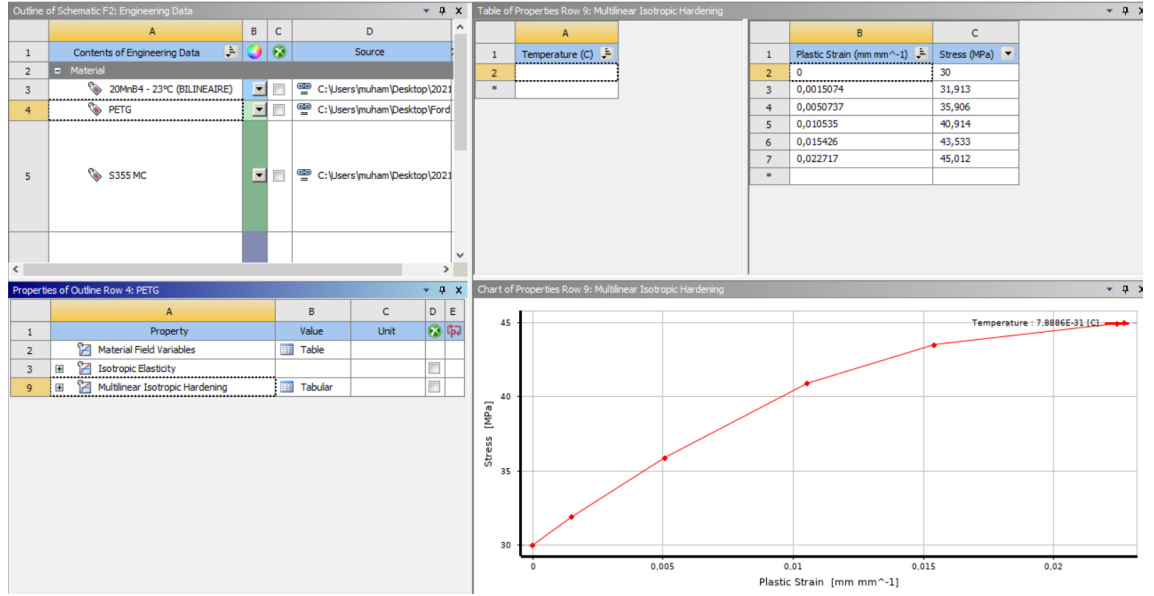 Outline of Schematic F2: Engineering Data
A B C D
1 Contents of Engineering Data Source
2 Material
3 20MnB4 - 23°C (BILINEAIRE) C:\Users\muham\Desktop\2021
4 PETG C:\Users\muham\Desktop\Ford
5 S355 MC C:\Users\muham\Desktop\2021
Table of Properties Row 9: Multilinear Isotropic Hardening
A
1 Temperature (C)
2
*
B C
1 Plastic Strain (mm mm^-1) Stress (MPa)
2 0 30
3 0,0015074 31,913
4 0,0050737 35,906
5 0,010535 40,914
6 0,015426 43,533
7 0,022717 45,012
*
Properties of Outline Row 4: PETG
A B C D E
1 Property Value Unit
2 Material Field Variables Table
3 Isotropic Elasticity
9 Multilinear Isotropic Hardening Tabular
Chart of Properties Row 9: Multilinear Isotropic Hardening
Temperature : 7,8886E-31 [C]
45
40
35
30
Stress [MPa]
0 0,005 0,01 0,015 0,02
Plastic Strain [mm mm^-1]